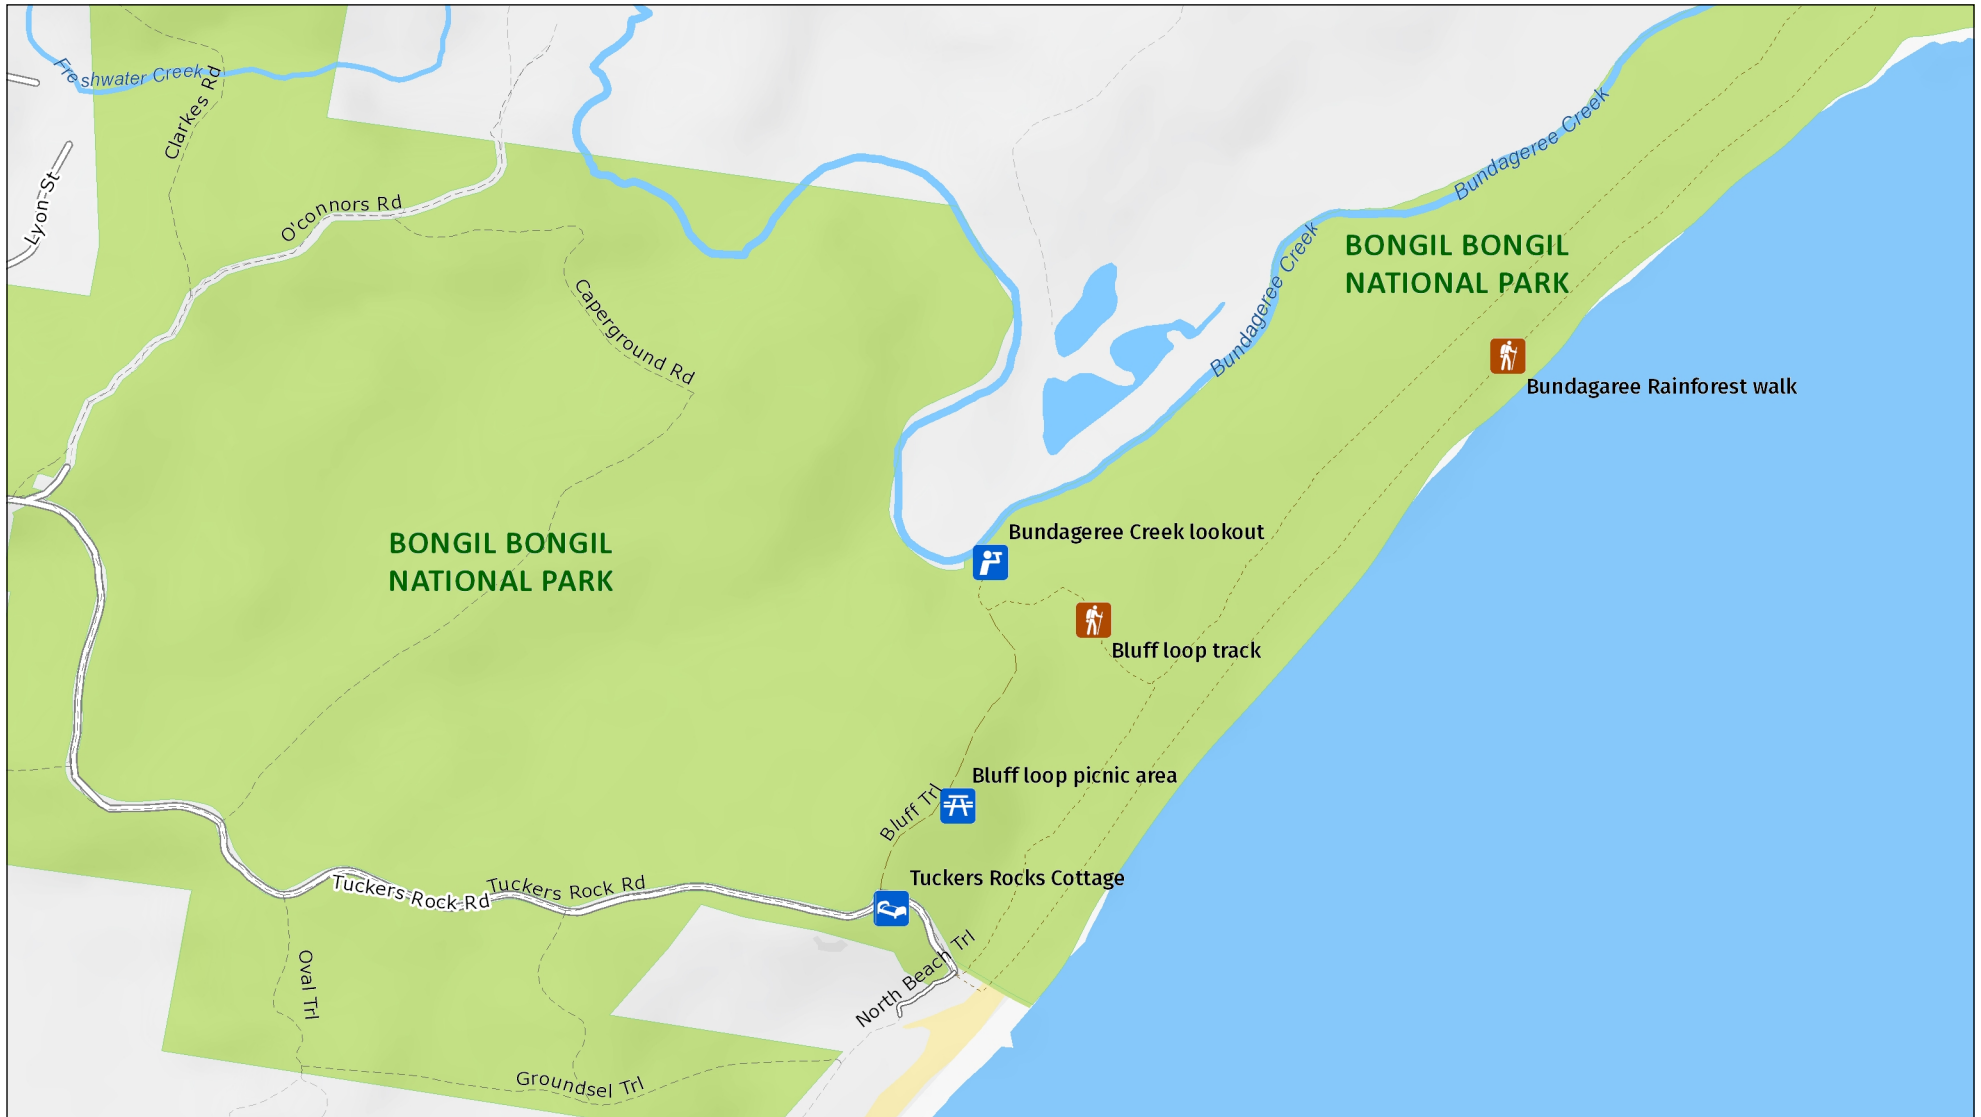 Freshwater Creek
Clarkes Rd
Lyon St
O'connors Rd
Caperground Rd
Bundageree Creek
Bundageree Creek
BONGIL BONGIL
NATIONAL PARK
Bundagaree Rainforest walk
BONGIL BONGIL
NATIONAL PARK
Bundageree Creek lookout
Bluff loop track
Bluff loop picnic area
Bluff Trl
Tuckers Rocks Cottage
Tuckers Rock Rd
Tuckers Rock Rd
North Beach Trl
Oval Trl
Groundsel Trl